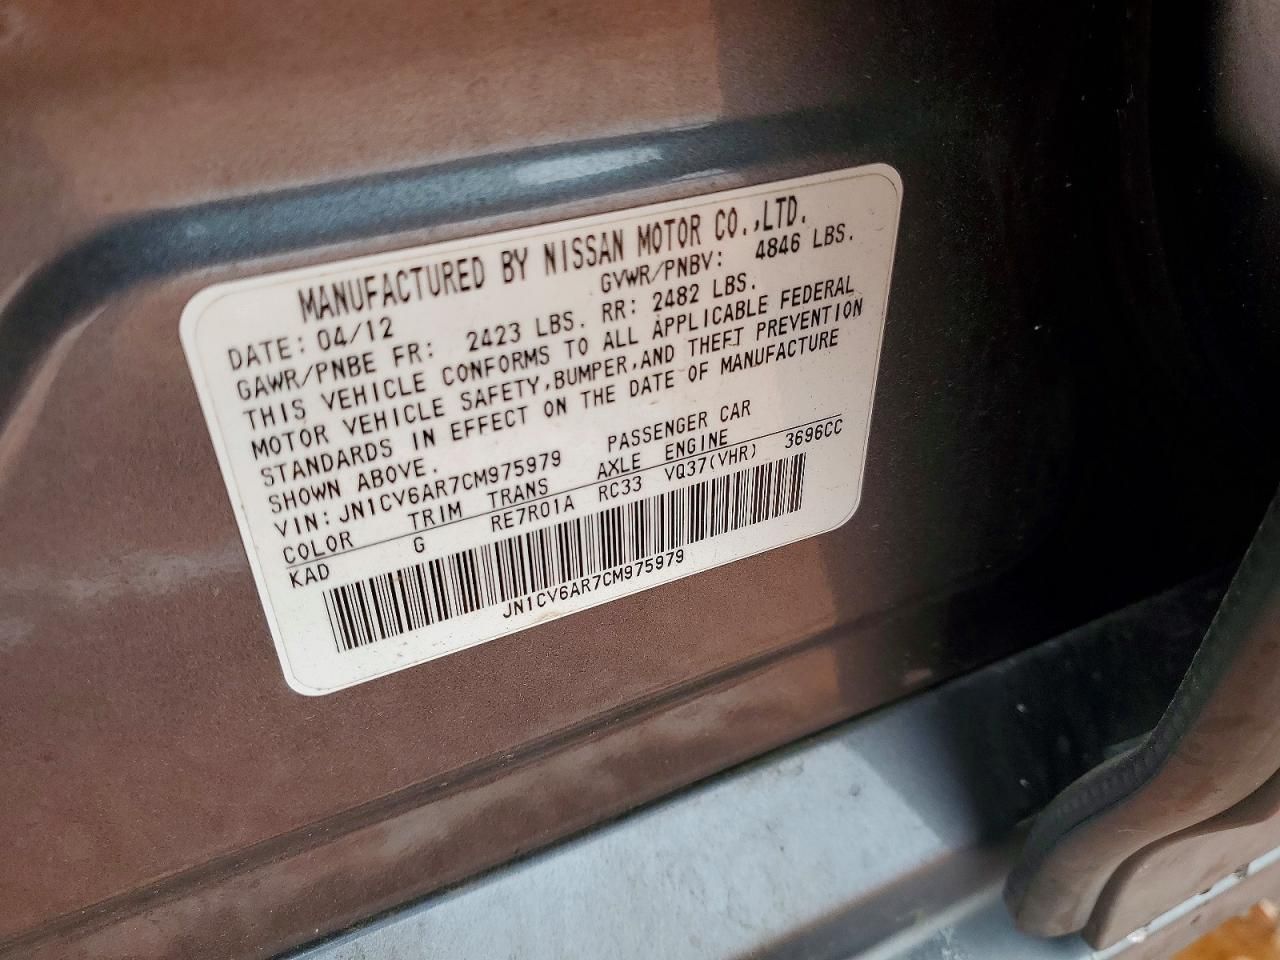 MANUFACTURED BY NISSAN MOTOR CO.,LTD.
DATE: 04/12 GVWR/PNBV: 4846 LBS.
GAWR/PNBE FR: 2423 LBS. RR: 2482 LBS.
THIS VEHICLE CONFORMS TO ALL APPLICABLE FEDERAL
MOTOR VEHICLE SAFETY,BUMPER,AND THEFT PREVENTION
STANDARDS IN EFFECT ON THE DATE OF MANUFACTURE
SHOWN ABOVE.
VIN: JN1CV6AR7CM975979 PASSENGER CAR
COLOR TRIM TRANS AXLE ENGINE 3696CC
KAD G RE7R01A RC33 VQ37(VHR)
JN1CV6AR7CM975979